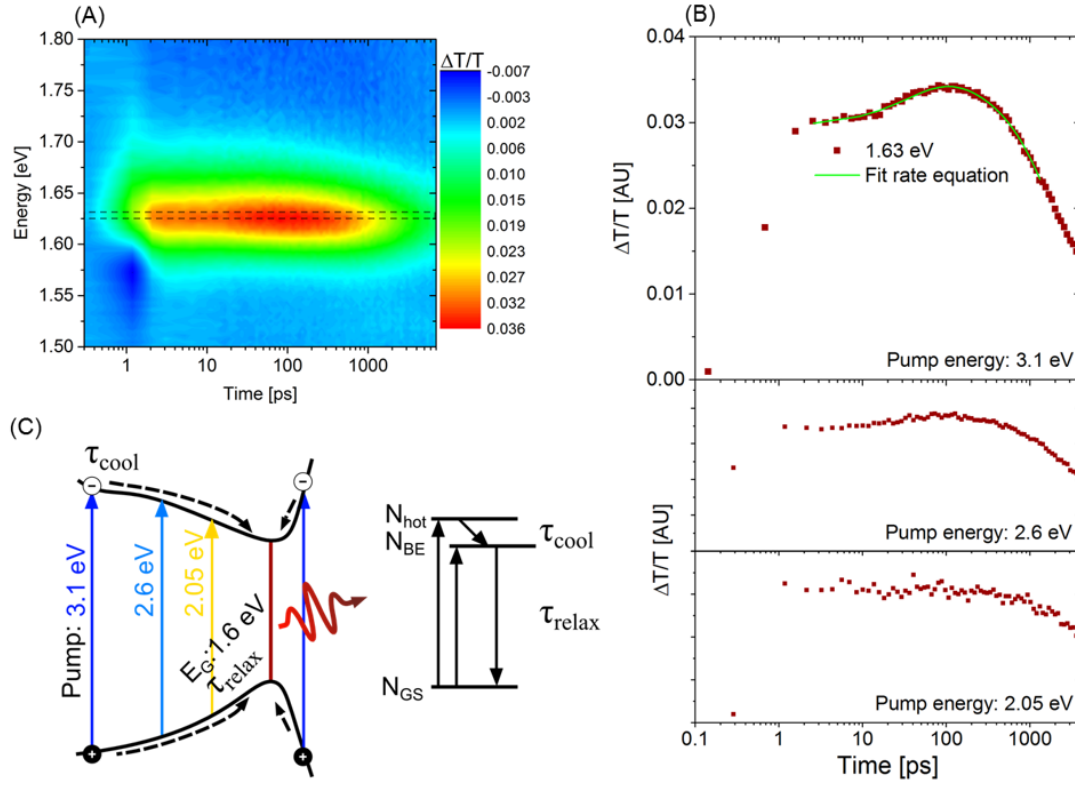 (A)
1.80
1.75
1.70
1.65
1.60
1.55
1.50
Energy [eV]
1
10
100
1000
Time [ps]
ΔT/T
-0.007
-0.003
0.002
0.006
0.010
0.015
0.019
0.023
0.027
0.032
0.036
(B)
0.04
0.03
0.02
0.01
0.00
ΔT/T [AU]
1.63 eV
Fit rate equation
Pump energy: 3.1 eV
Pump energy: 2.6 eV
ΔT/T [AU]
Pump energy: 2.05 eV
0.1
1
10
100
1000
Time [ps]
(C)
τcool
−
−
Pump: 3.1 eV
2.6 eV
2.05 eV
EG:1.6 eV
τrelax
+
+
Nhot
NBE
τcool
τrelax
NGS